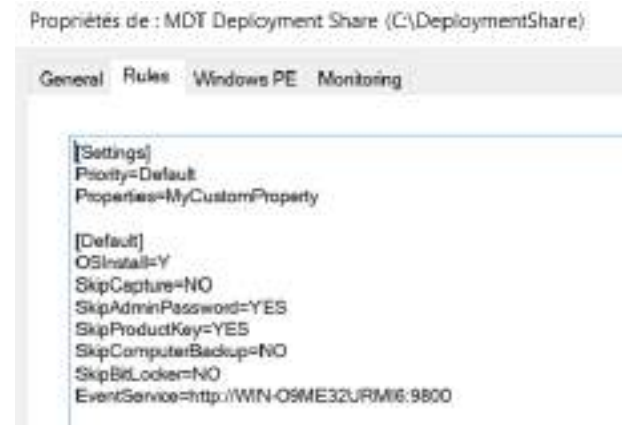 Propriétés de : MDT Deployment Share (C:\DeploymentShare)
General Rules Windows PE Monitoring
[Settings]
Priority=Default
Properties=MyCustomProperty
[Default]
OSInstall=Y
SkipCapture=NO
SkipAdminPassword=YES
SkipProductKey=YES
SkipComputerBackup=NO
SkipBitLocker=NO
EventService=http://WIN-O9ME32URMI6:9800